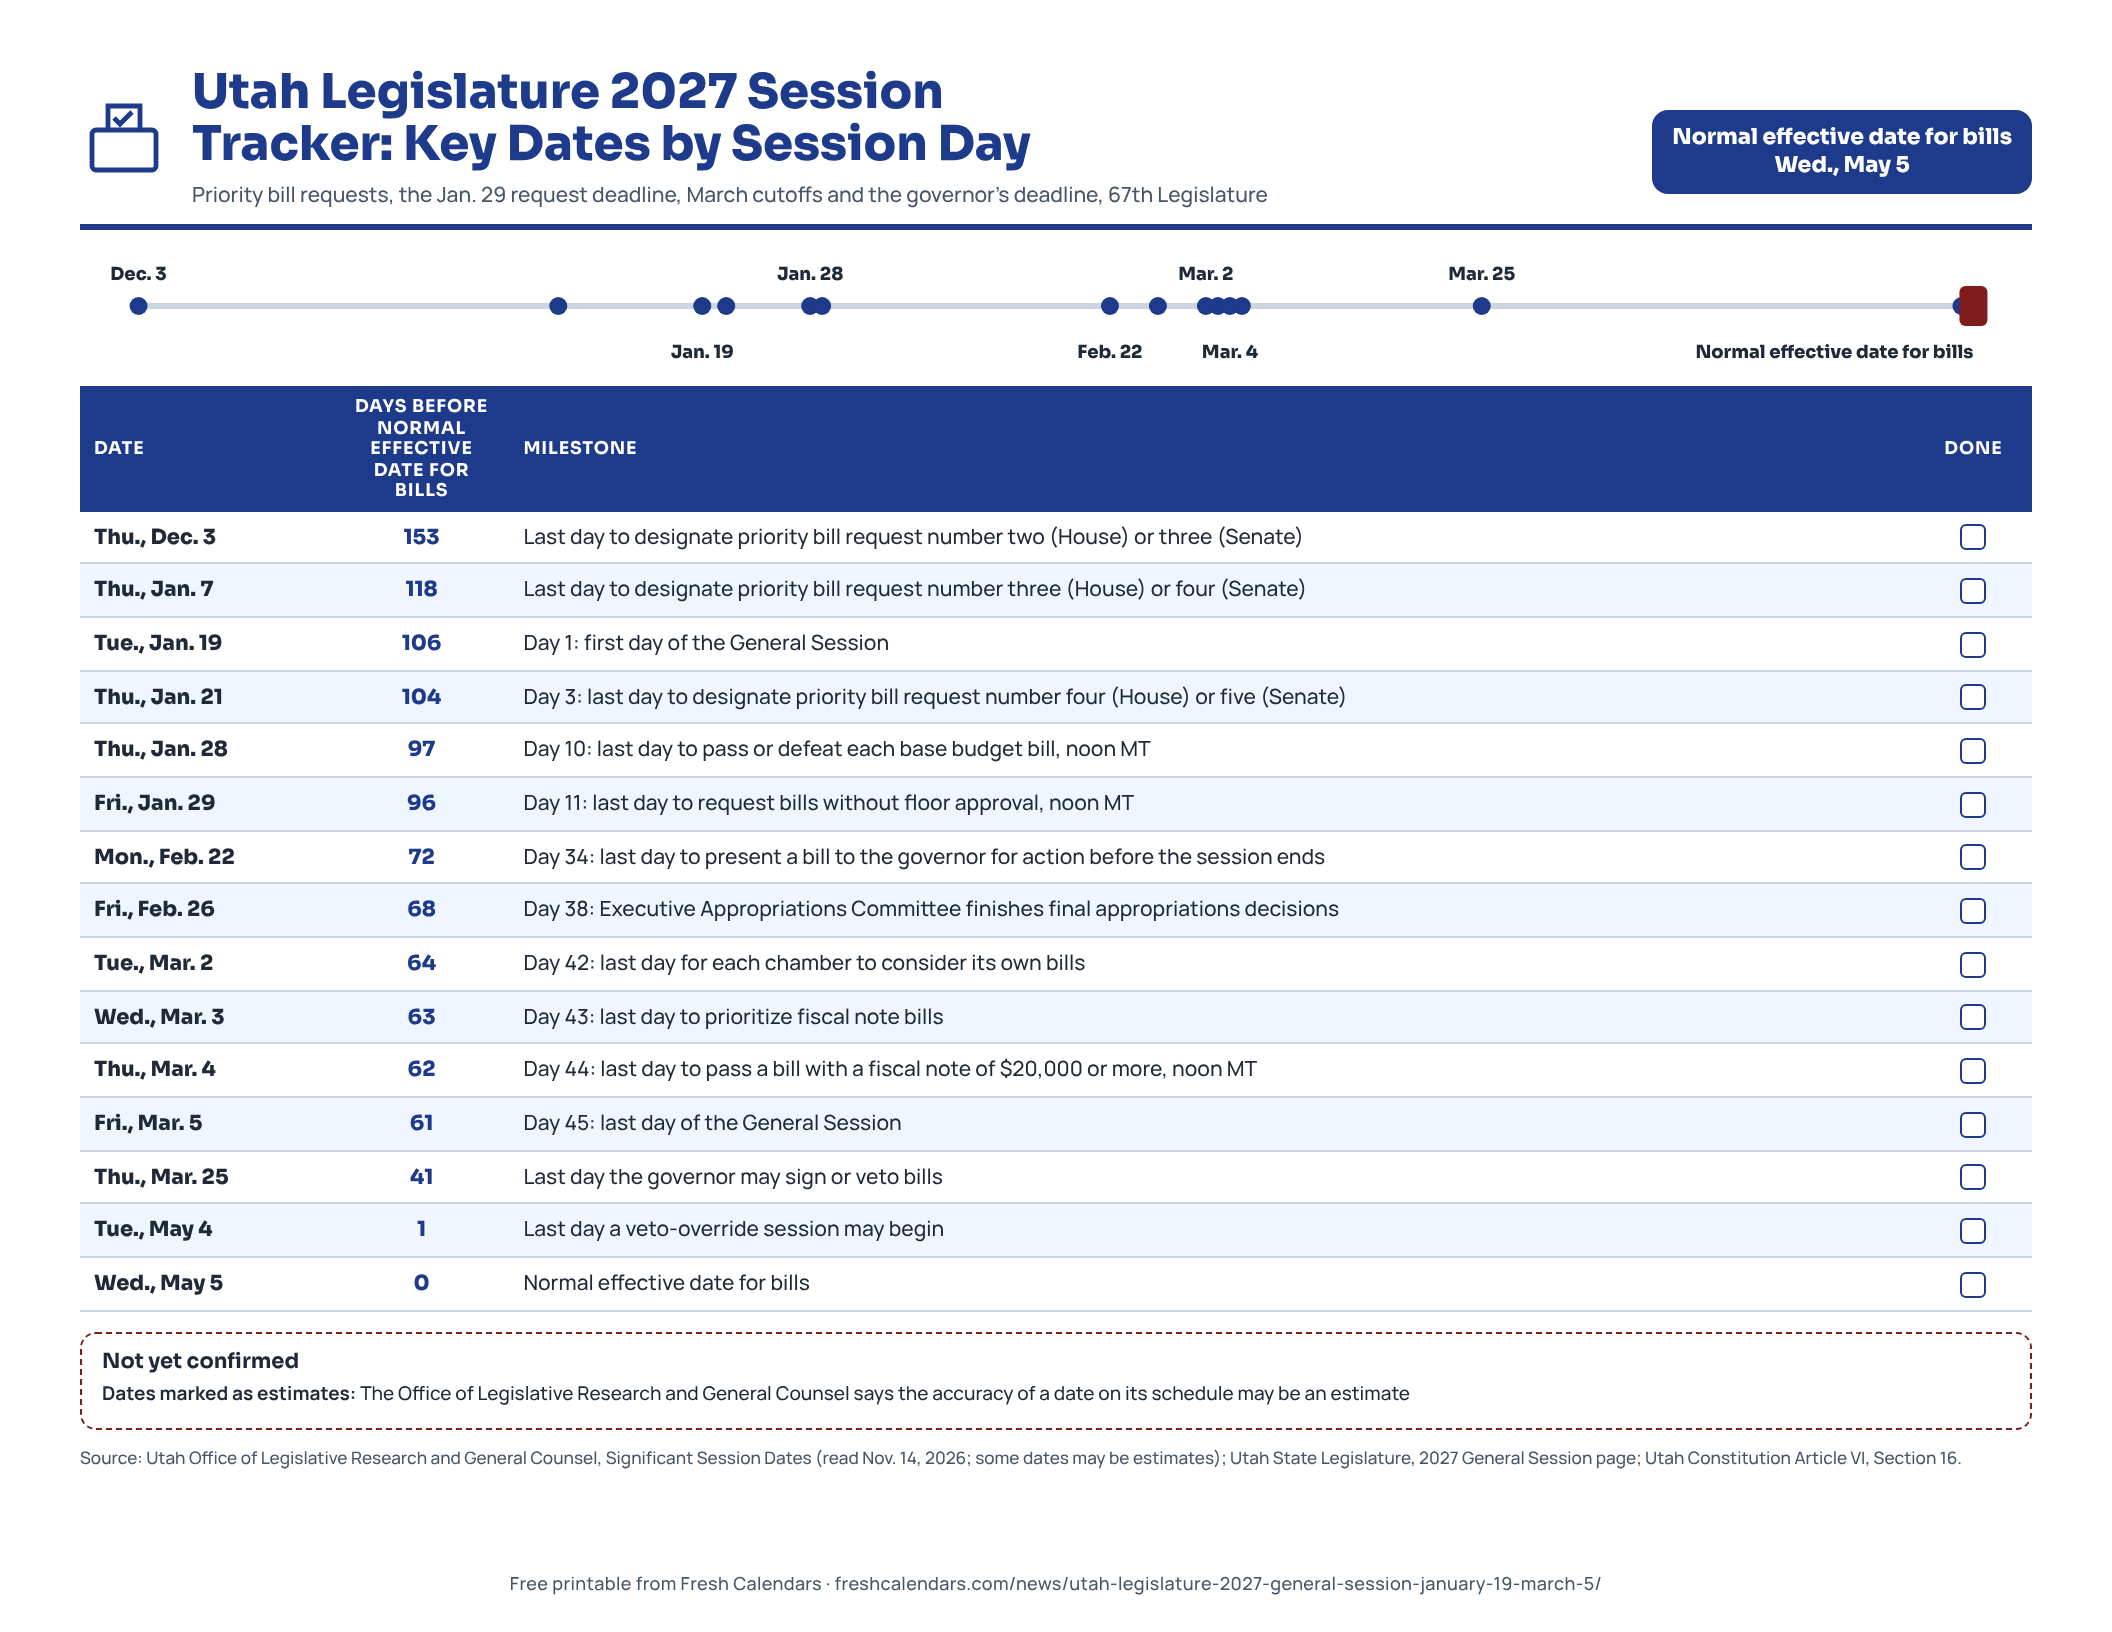 Utah Legislature 2027 Session
Tracker: Key Dates by Session Day
Priority bill requests, the Jan. 29 request deadline, March cutoffs and the governor's deadline, 67th Legislature
Normal effective date for bills
Wed., May 5
Dec. 3
Jan. 28
Mar. 2
Mar. 25
Jan. 19
Feb. 22
Mar. 4
Normal effective date for bills
DATE
DAYS BEFORE
NORMAL
EFFECTIVE
DATE FOR
BILLS
MILESTONE
DONE
Thu., Dec. 3 153 Last day to designate priority bill request number two (House) or three (Senate)
Thu., Jan. 7 118 Last day to designate priority bill request number three (House) or four (Senate)
Tue., Jan. 19 106 Day 1: first day of the General Session
Thu., Jan. 21 104 Day 3: last day to designate priority bill request number four (House) or five (Senate)
Thu., Jan. 28 97 Day 10: last day to pass or defeat each base budget bill, noon MT
Fri., Jan. 29 96 Day 11: last day to request bills without floor approval, noon MT
Mon., Feb. 22 72 Day 34: last day to present a bill to the governor for action before the session ends
Fri., Feb. 26 68 Day 38: Executive Appropriations Committee finishes final appropriations decisions
Tue., Mar. 2 64 Day 42: last day for each chamber to consider its own bills
Wed., Mar. 3 63 Day 43: last day to prioritize fiscal note bills
Thu., Mar. 4 62 Day 44: last day to pass a bill with a fiscal note of $20,000 or more, noon MT
Fri., Mar. 5 61 Day 45: last day of the General Session
Thu., Mar. 25 41 Last day the governor may sign or veto bills
Tue., May 4 1 Last day a veto-override session may begin
Wed., May 5 0 Normal effective date for bills
Not yet confirmed
Dates marked as estimates: The Office of Legislative Research and General Counsel says the accuracy of a date on its schedule may be an estimate
Source: Utah Office of Legislative Research and General Counsel, Significant Session Dates (read Nov. 14, 2026; some dates may be estimates); Utah State Legislature, 2027 General Session page; Utah Constitution Article VI, Section 16.
Free printable from Fresh Calendars · freshcalendars.com/news/utah-legislature-2027-general-session-january-19-march-5/